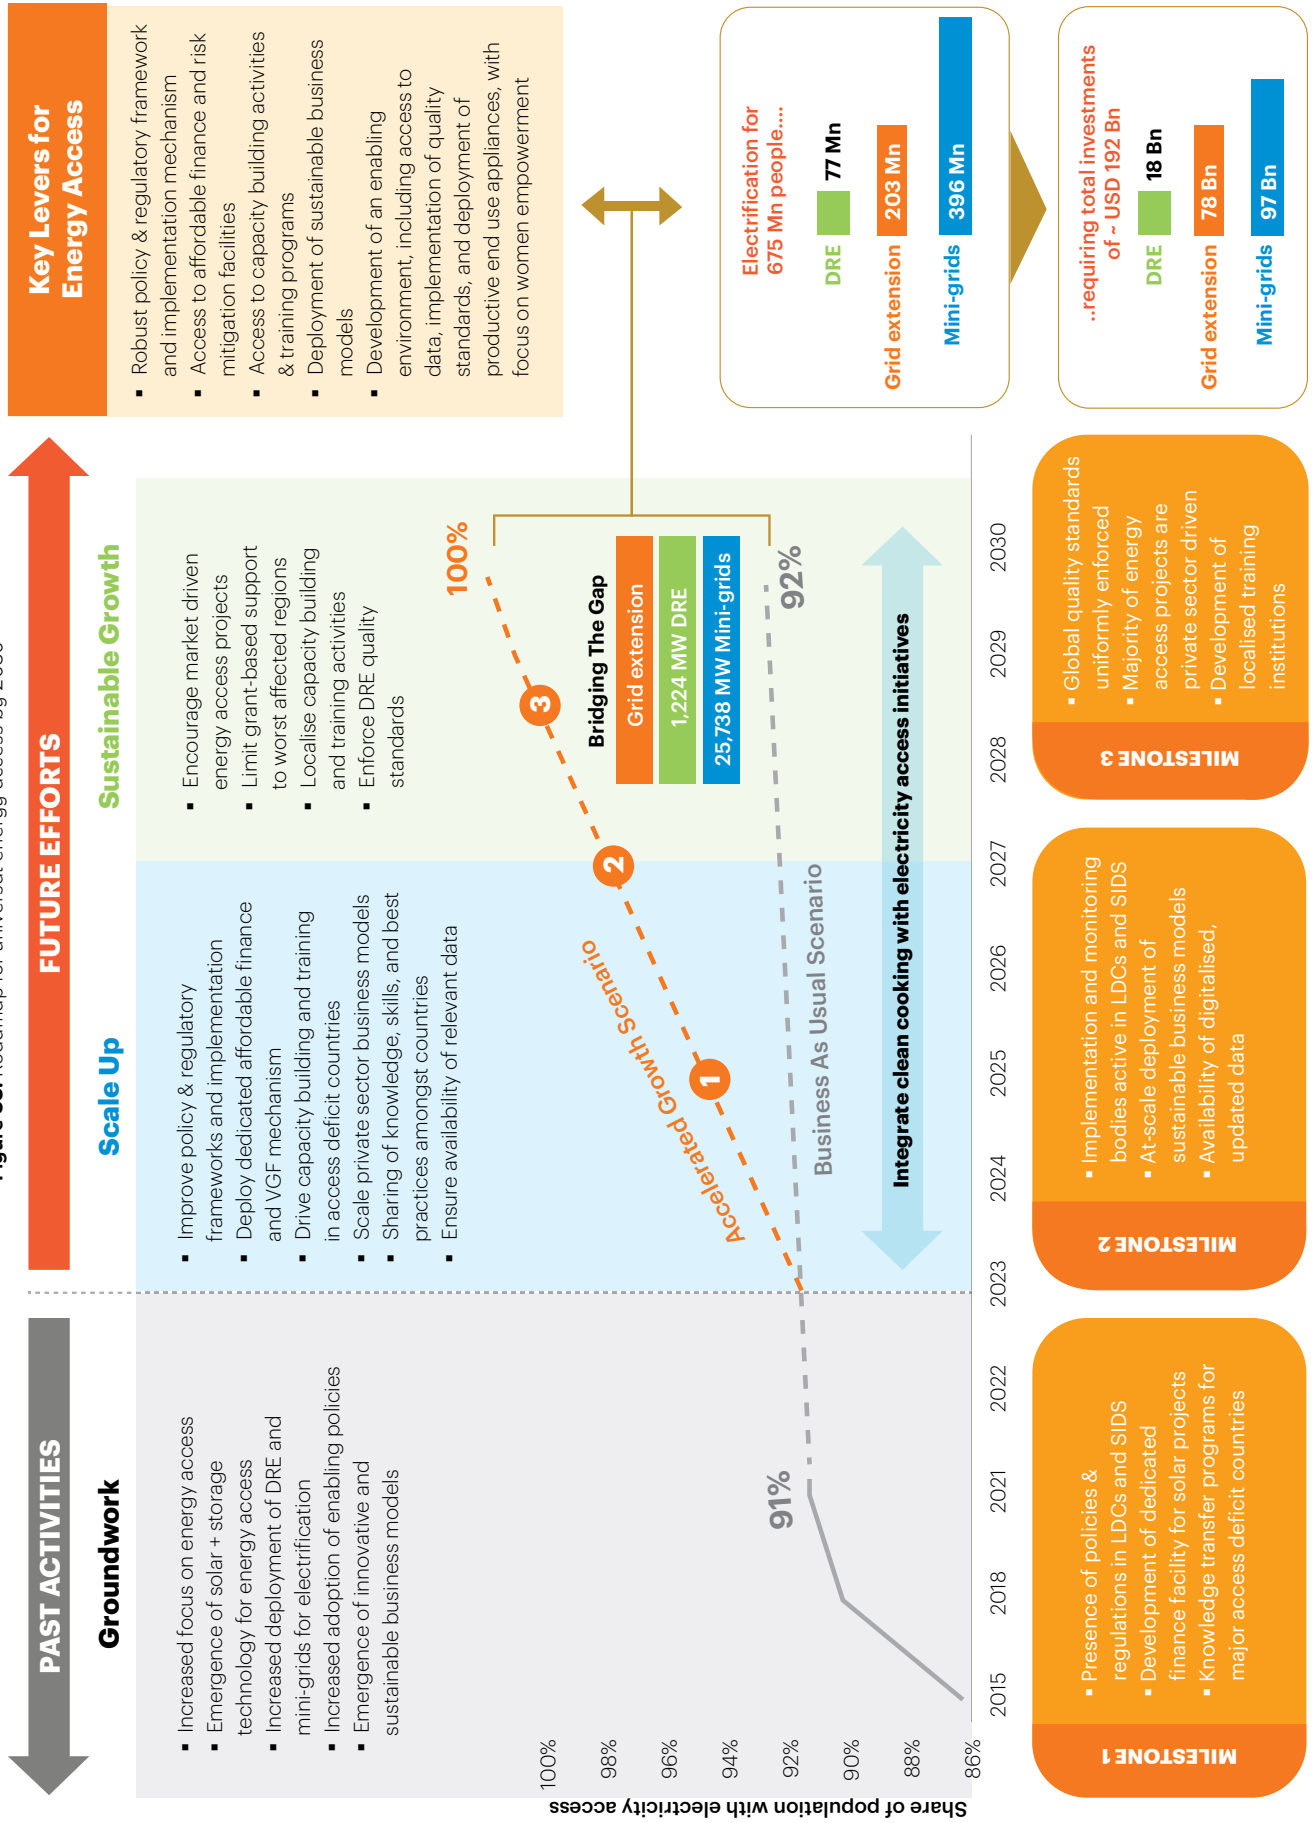 PAST ACTIVITIES
FUTURE EFFORTS
Groundwork
Scale Up
Sustainable Growth
▪ Increased focus on energy access
▪ Emergence of solar + storage
technology for energy access
▪ Increased deployment of DRE and
mini-grids for electrification
▪ Increased adoption of enabling policies
▪ Emergence of innovative and
sustainable business models
▪ Improve policy & regulatory
frameworks and implementation
▪ Deploy dedicated affordable finance
and VGF mechanism
▪ Drive capacity building and training
in access deficit countries
▪ Scale private sector business models
▪ Sharing of knowledge, skills, and best
practices amongst countries
▪ Ensure availability of relevant data
▪ Encourage market driven
energy access projects
▪ Limit grant-based support
to worst affected regions
▪ Localise capacity building
and training activities
▪ Enforce DRE quality
standards
Key Levers for
Energy Access
▪ Robust policy & regulatory framework
and implementation mechanism
▪ Access to affordable finance and risk
mitigation facilities
▪ Access to capacity building activities
& training programs
▪ Deployment of sustainable business
models
▪ Development of an enabling
environment, including access to
data, implementation of quality
standards, and deployment of
productive end use appliances, with
focus on women empowerment
Share of population with electricity access
100%
98%
96%
94%
92%
90%
88%
86%
91%
Accelerated Growth Scenario
1
2
3
100%
Business As Usual Scenario
92%
Bridging The Gap
Grid extension
1,224 MW DRE
25,738 MW Mini-grids
Integrate clean cooking with electricity access initiatives
2015
2018
2021
2022
2023
2024
2025
2026
2027
2028
2029
2030
Electrification for
675 Mn people....
DRE 77 Mn
Grid extension 203 Mn
Mini-grids 396 Mn
..requiring total investments
of ~ USD 192 Bn
DRE 18 Bn
Grid extension 78 Bn
Mini-grids 97 Bn
MILESTONE 1
▪ Presence of policies &
regulations in LDCs and SIDS
▪ Development of dedicated
finance facility for solar projects
▪ Knowledge transfer programs for
major access deficit countries
MILESTONE 2
▪ Implementation and monitoring
bodies active in LDCs and SIDS
▪ At-scale deployment of
sustainable business models
▪ Availability of digitalised,
updated data
MILESTONE 3
▪ Global quality standards
uniformly enforced
▪ Majority of energy
access projects are
private sector driven
▪ Development of
localised training
institutions